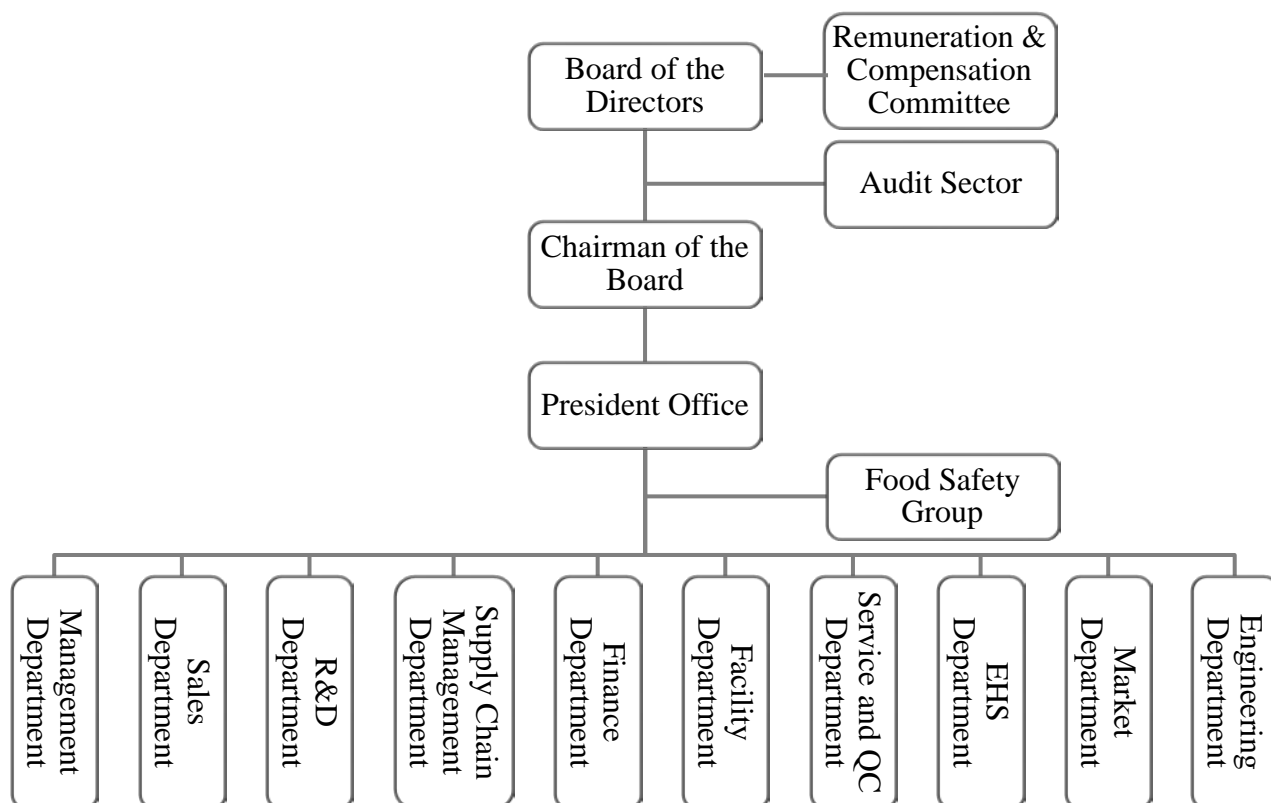 Board of the
Directors
Remuneration &
Compensation
Committee
Audit Sector
Chairman of the
Board
President Office
Food Safety
Group
Management
Department
Sales
Department
R&D
Department
Supply Chain
Management
Department
Finance
Department
Facility
Department
Service and QC
Department
EHS
Department
Market
Department
Engineering
Department